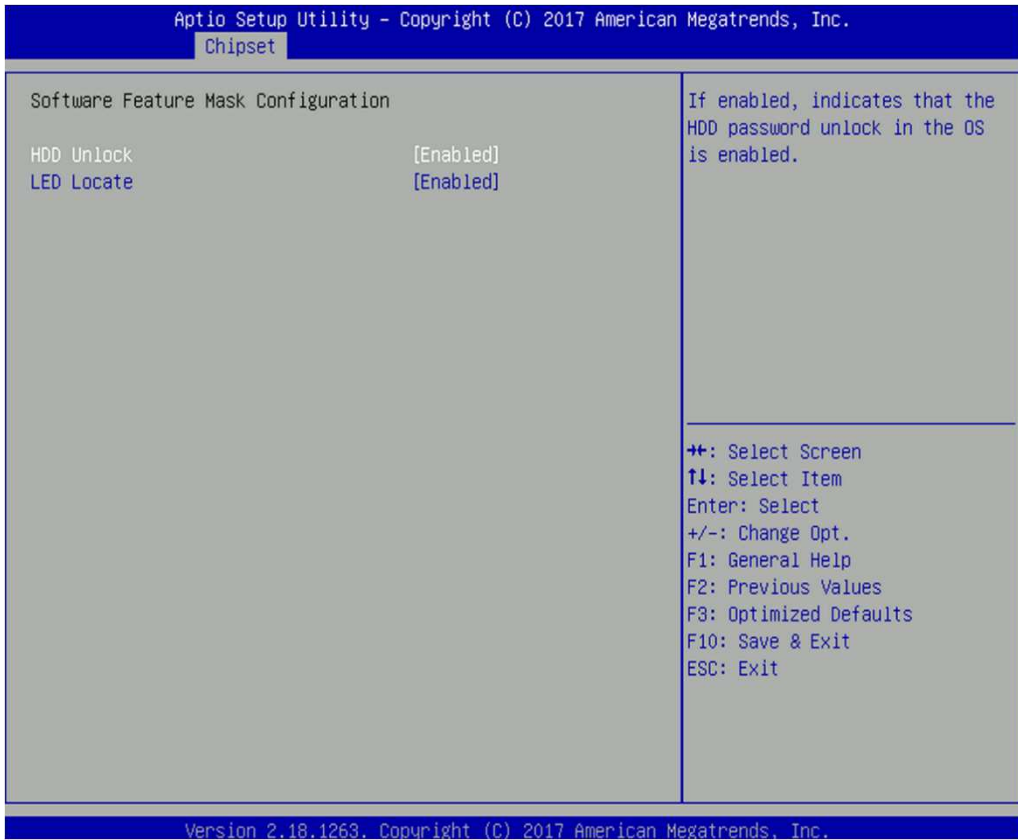 Aptio Setup Utility – Copyright (C) 2017 American Megatrends, Inc.
Chipset
Software Feature Mask Configuration
HDD Unlock [Enabled]
LED Locate [Enabled]
If enabled, indicates that the
HDD password unlock in the OS
is enabled.
→←: Select Screen
↑↓: Select Item
Enter: Select
+/-: Change Opt.
F1: General Help
F2: Previous Values
F3: Optimized Defaults
F10: Save & Exit
ESC: Exit
Version 2.18.1263. Copyright (C) 2017 American Megatrends, Inc.